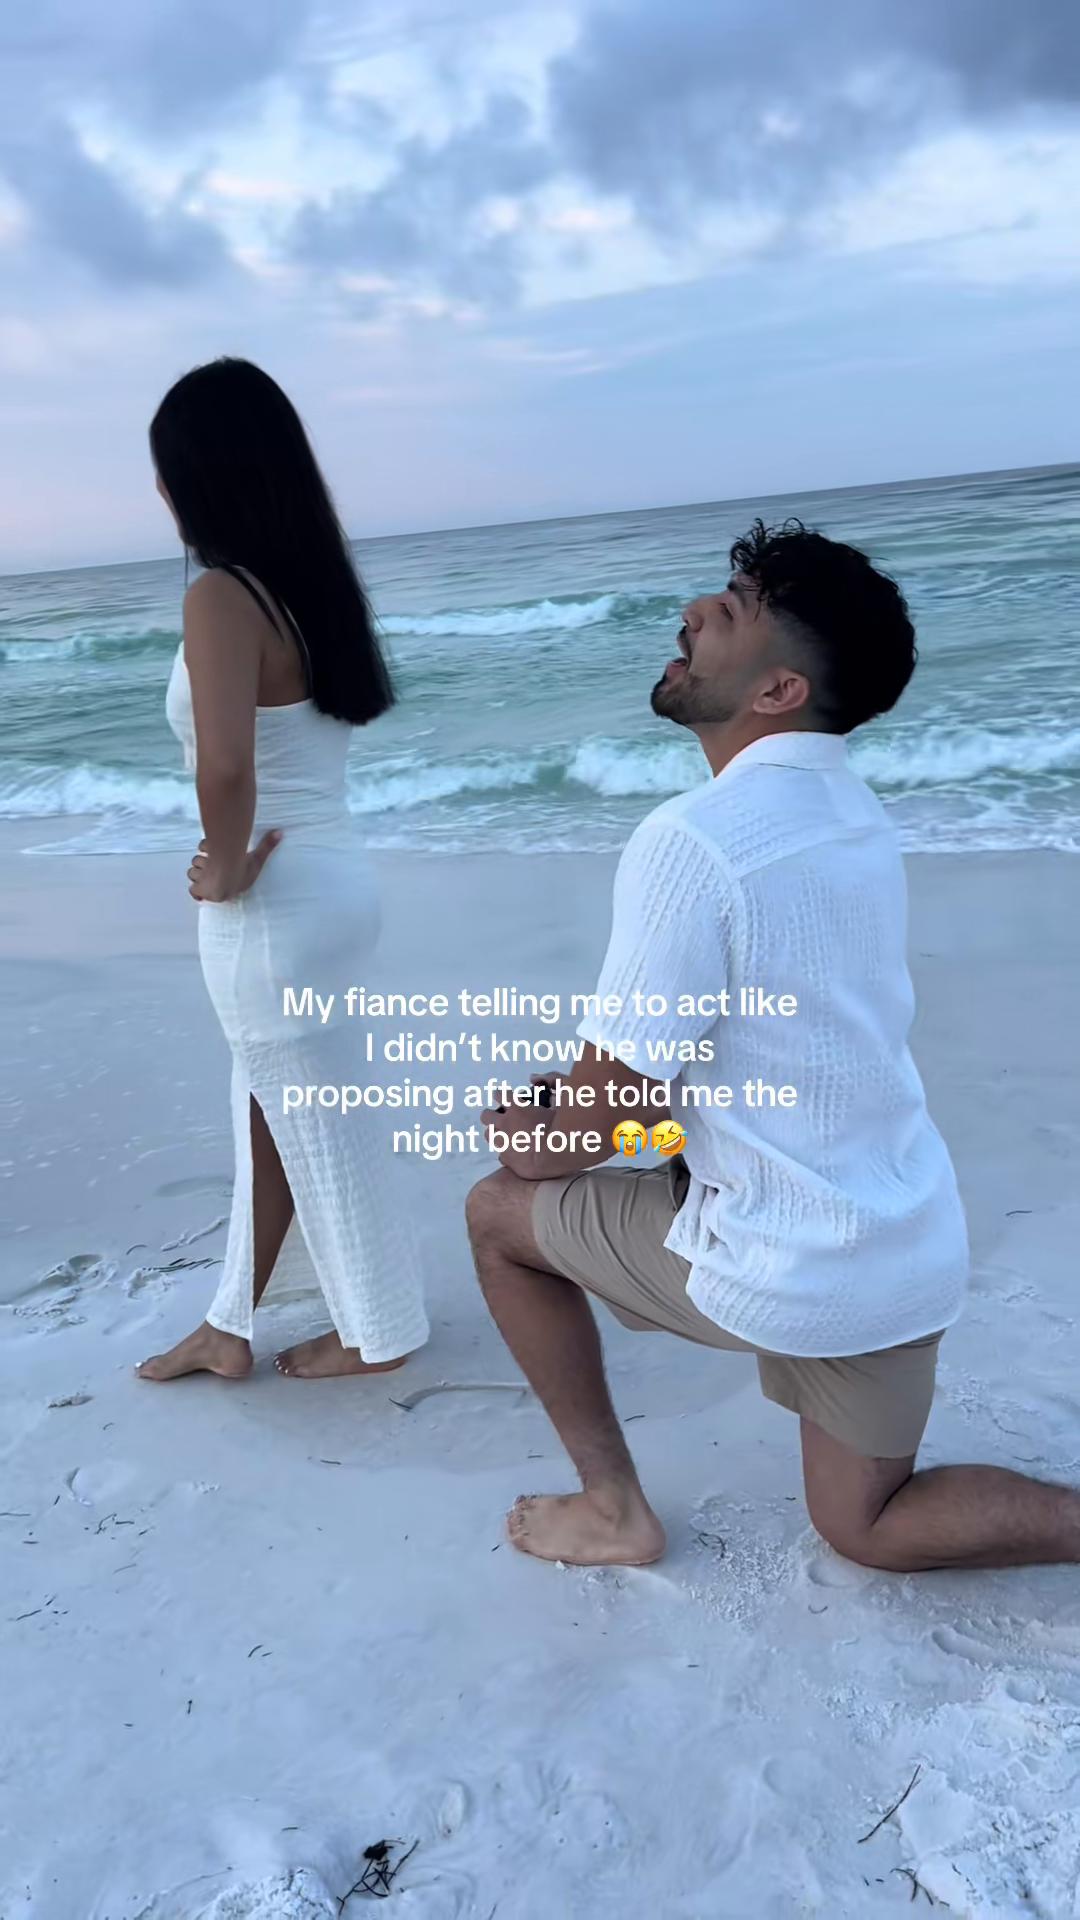 My fiance telling me to act like
I didn’t know he was
proposing after he told me the
night before 😭🤣